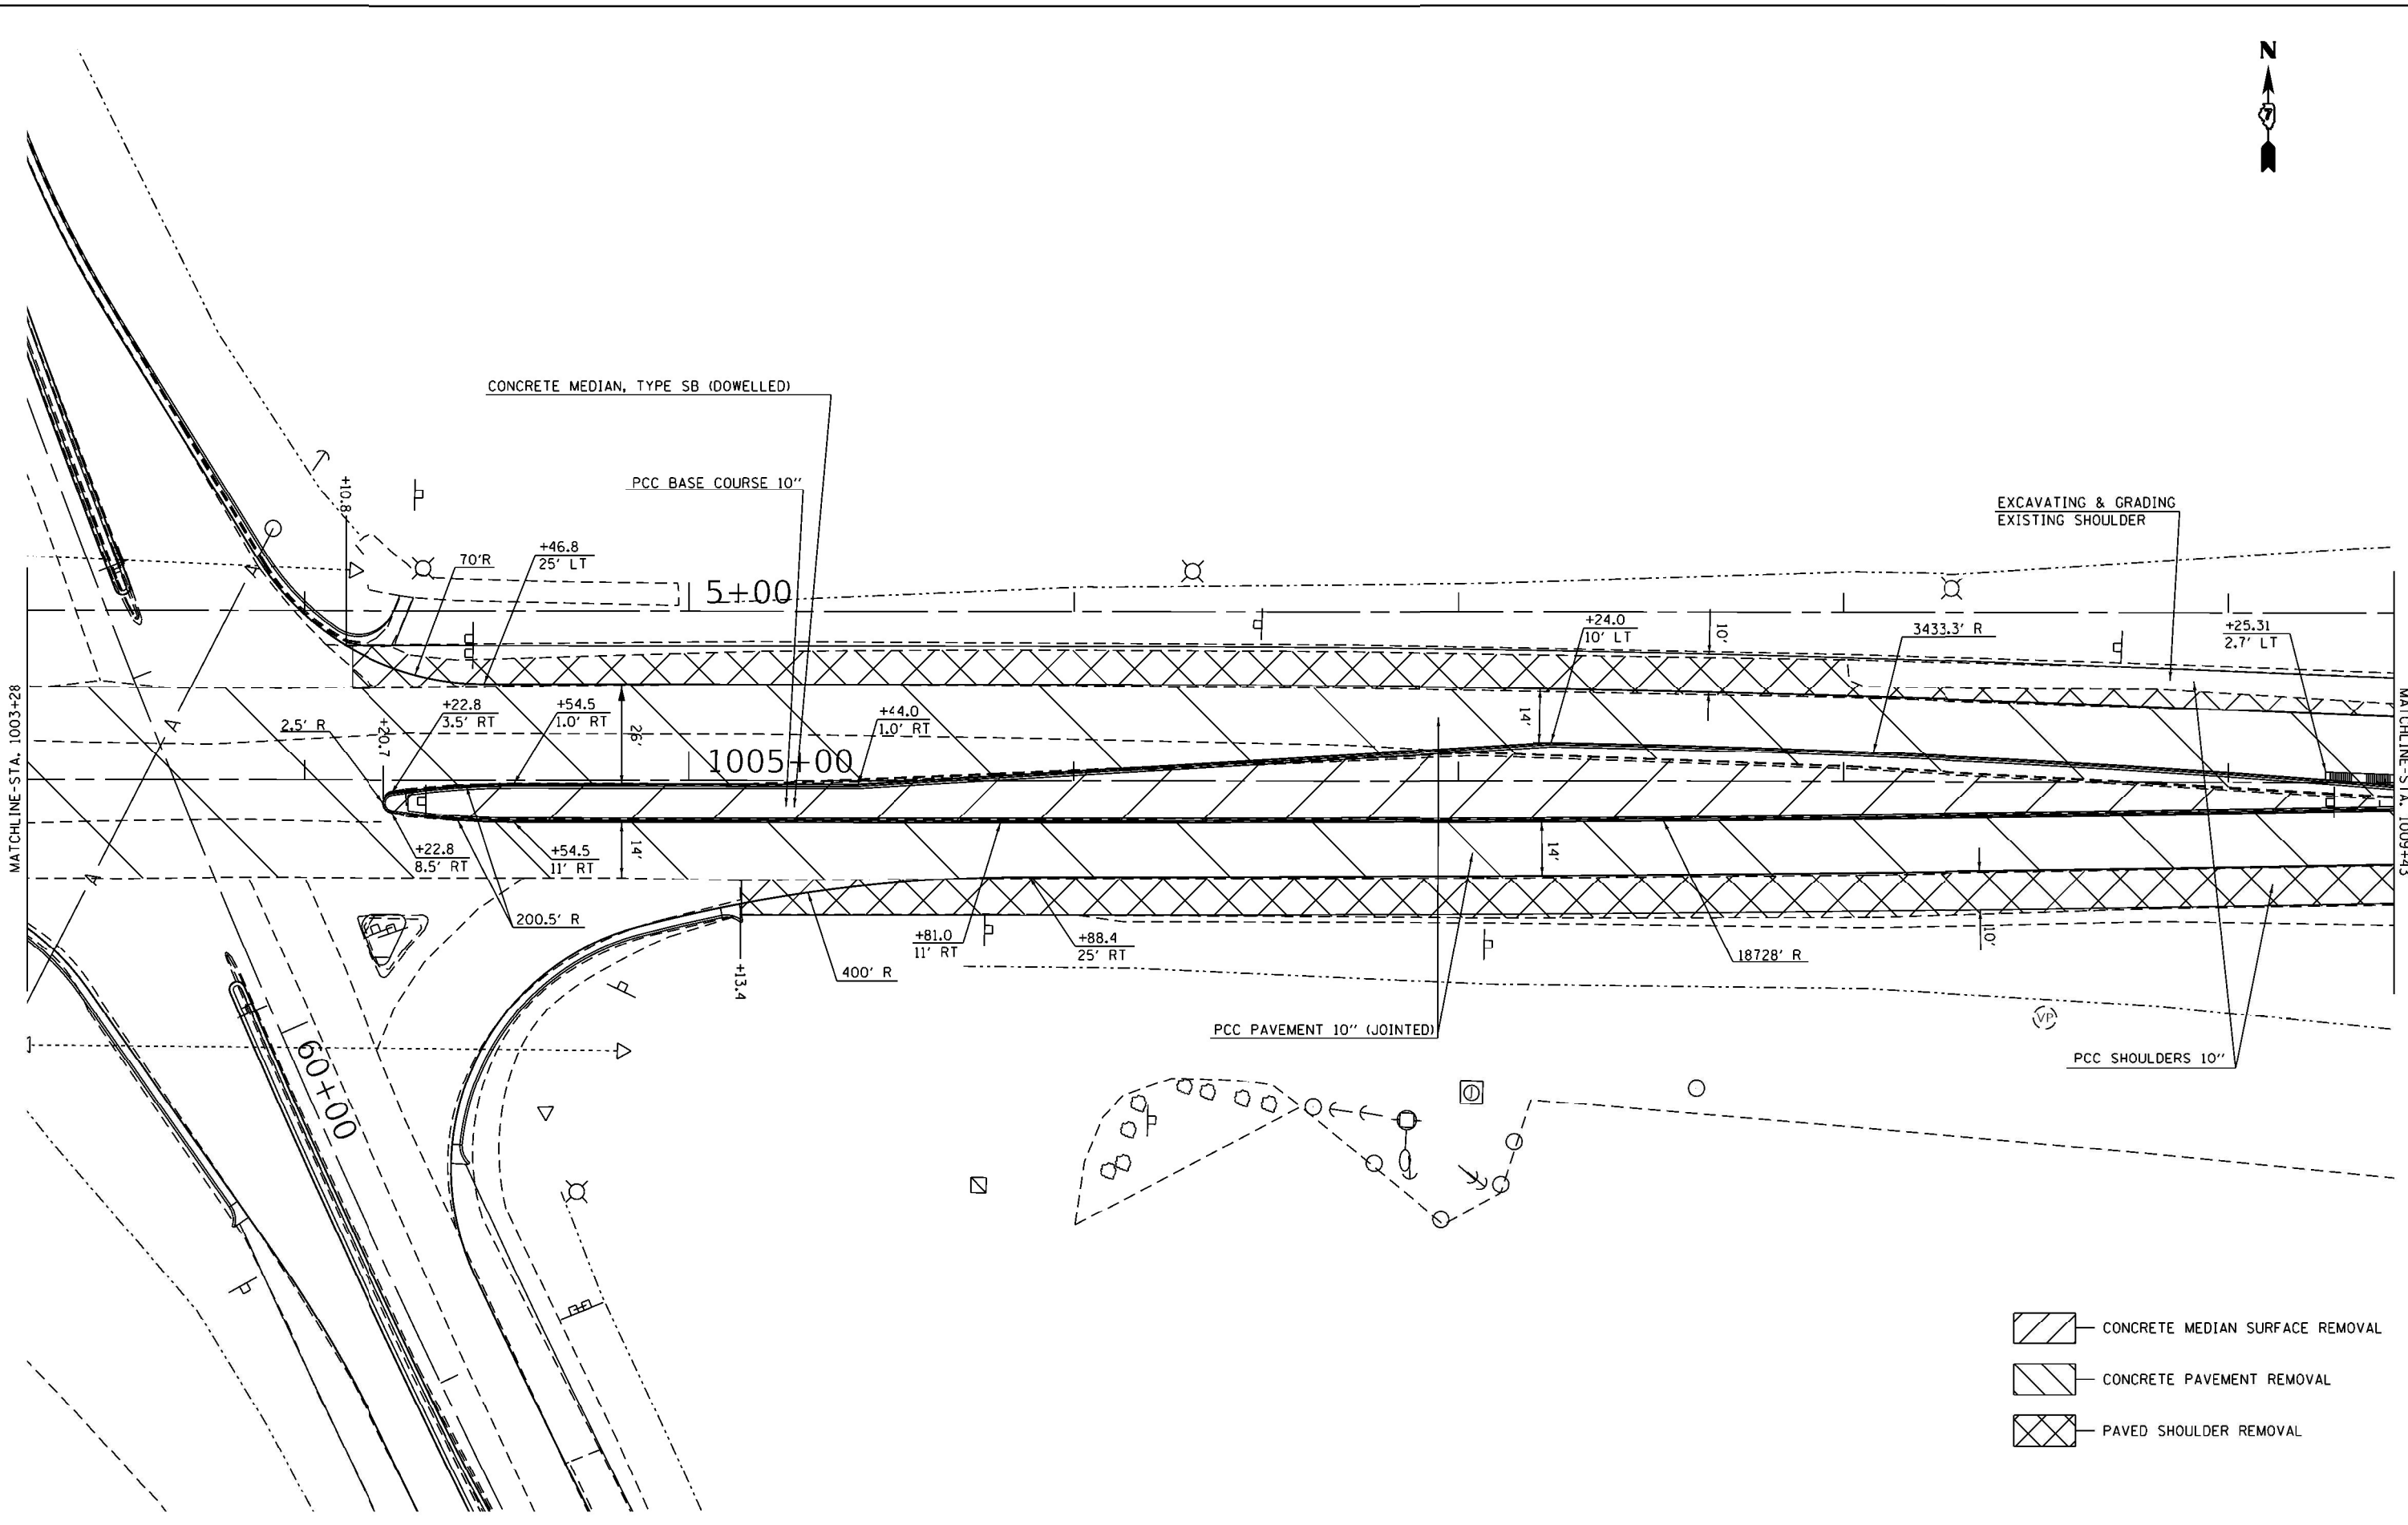 N
7
CONCRETE MEDIAN, TYPE SB (DOWELLED)
PCC BASE COURSE 10"
+10.8
EXCAVATING & GRADING
EXISTING SHOULDER
70'R
+46.8
25' LT
5+00
+24.0
10' LT
10'
3433.3' R
+25.31
2.7' LT
MATCHLINE-STA. 1003+28
A
A
A
2.5' R
+20.7
+22.8
3.5' RT
+54.5
1.0' RT
26'
+44.0
1.0' RT
14'
1005+00
MATCHLINE-STA. 1009+43
+22.8
8.5' RT
+54.5
11' RT
14'
14'
200.5' R
+13.4
400' R
+81.0
11' RT
+88.4
25' RT
18728' R
10'
PCC PAVEMENT 10" (JOINTED)
VP
PCC SHOULDERS 10"
60+00
CONCRETE MEDIAN SURFACE REMOVAL
CONCRETE PAVEMENT REMOVAL
PAVED SHOULDER REMOVAL